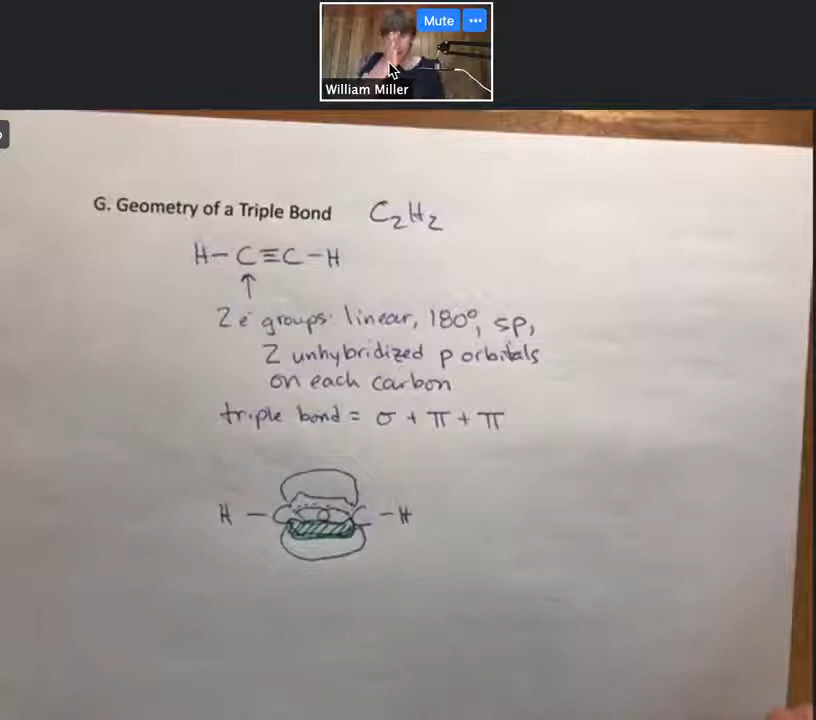 Mute
William Miller
G. Geometry of a Triple Bond C₂H₂
H-C≡C-H
↑
2 e⁻ groups: linear, 180°, sp,
2 unhybridized p orbitals
on each carbon
triple bond = σ + π + π
H - C C - H